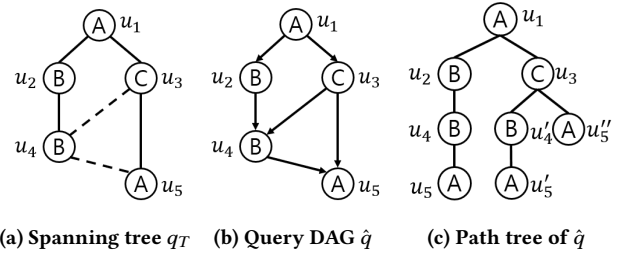 A u₁
u₂ B C u₃
u₄ B
A u₅
(a) Spanning tree q_T
A u₁
u₂ B C u₃
u₄ B
A u₅
(b) Query DAG q̂
A u₁
u₂ B C u₃
u₄ B B u₄′ A u₅″
u₅ A A u₅′
(c) Path tree of q̂